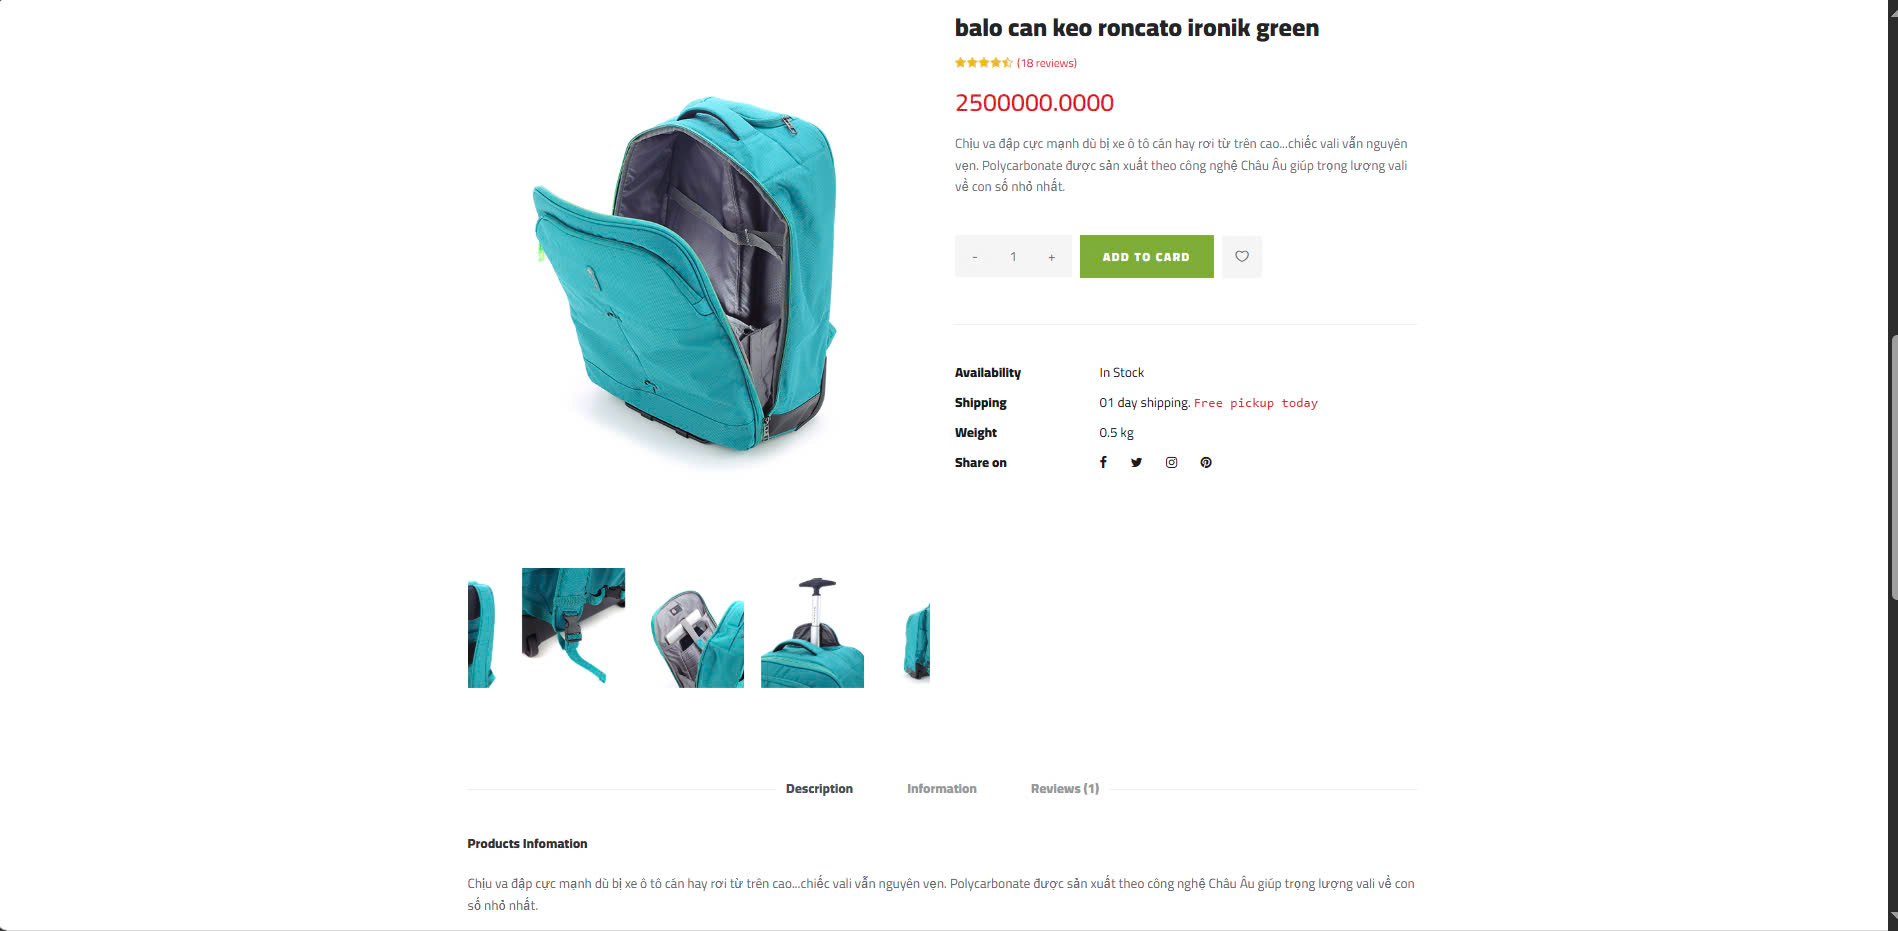 balo can keo roncato ironik green
(18 reviews)
2500000.0000
Chịu va đập cực mạnh dù bị xe ô tô cán hay rơi từ trên cao...chiếc vali vẫn nguyên
vẹn. Polycarbonate được sản xuất theo công nghệ Châu Âu giúp trọng lượng vali
về con số nhỏ nhất.
- 1 + ADD TO CARD
Availability In Stock
Shipping 01 day shipping. Free pickup today
Weight 0.5 kg
Share on
Description Information Reviews (1)
Products Infomation
Chịu va đập cực mạnh dù bị xe ô tô cán hay rơi từ trên cao...chiếc vali vẫn nguyên vẹn. Polycarbonate được sản xuất theo công nghệ Châu Âu giúp trọng lượng vali về con
số nhỏ nhất.